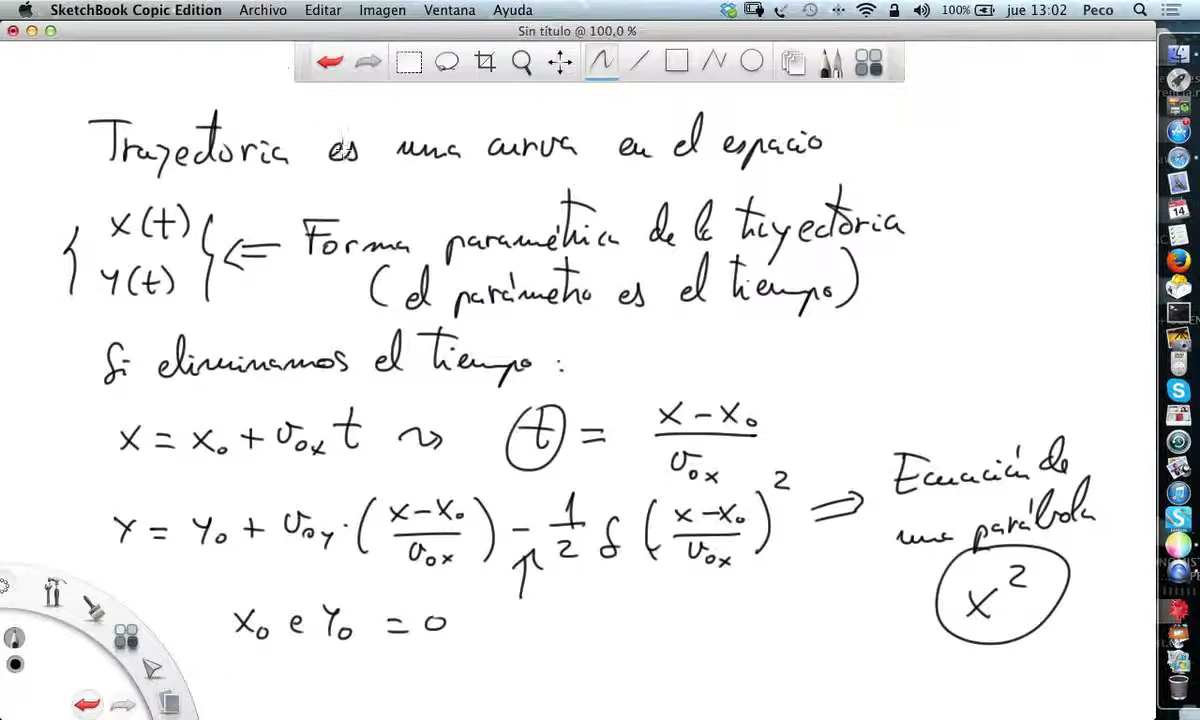 SketchBook Copic Edition Archivo Editar Imagen Ventana Ayuda 100% jue 13:02 Peco
Sin título @ 100,0 %
Trayectoria es una curva en el espacio
{ x(t) } ⇐ Forma paramétrica de la trayectoria
y(t) (el parámetro es el tiempo)
Si eliminamos el tiempo :
x = x₀ + v₀ₓ t ⇝ t = (x - x₀) / v₀ₓ
y = y₀ + v₀y · ((x - x₀) / v₀ₓ) - 1/2 g ((x - x₀) / v₀ₓ)² ⇒ Ecuación de
una parábola
x²
↑
x₀ e y₀ = 0